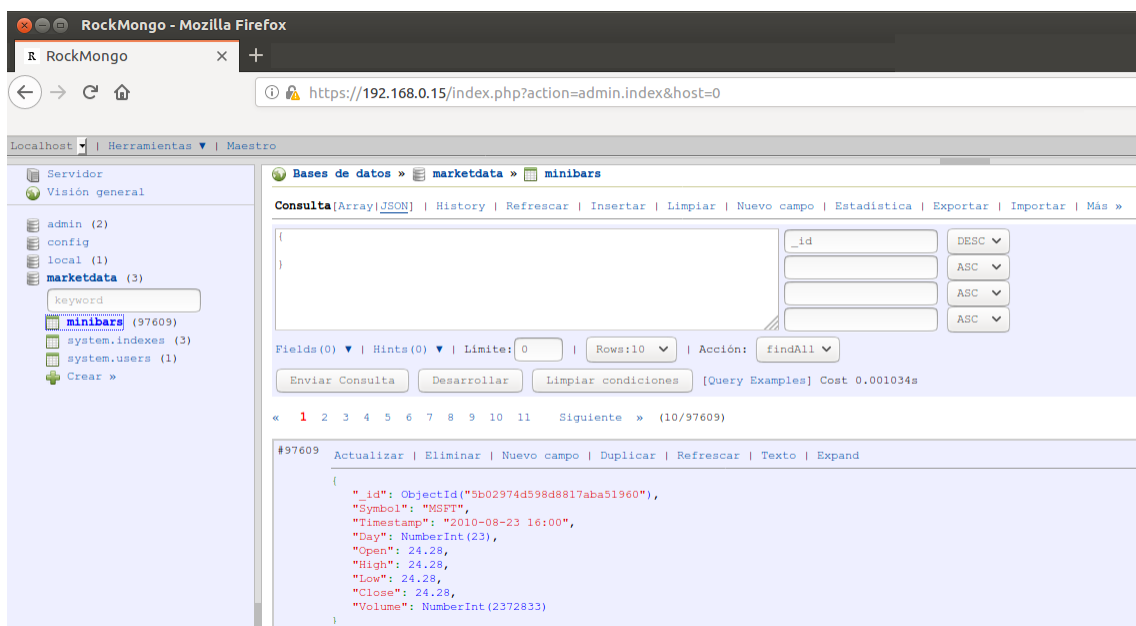 RockMongo - Mozilla Firefox
R RockMongo × +
https://192.168.0.15/index.php?action=admin.index&host=0
Localhost | Herramientas ▼ | Maestro
Servidor
Visión general
admin (2)
config
local (1)
marketdata (3)
keyword
minibars (97609)
system.indexes (3)
system.users (1)
Crear »
Bases de datos » marketdata » minibars
Consulta[Array|JSON] | History | Refrescar | Insertar | Limpiar | Nuevo campo | Estadística | Exportar | Importar | Más »
{
}
_id DESC
ASC
ASC
ASC
Fields(0) ▼ | Hints(0) ▼ | Límite: 0 | Rows:10 | Acción: findAll
Enviar Consulta Desarrollar Limpiar condiciones [Query Examples] Cost 0.001034s
« 1 2 3 4 5 6 7 8 9 10 11 Siguiente » (10/97609)
#97609 Actualizar | Eliminar | Nuevo campo | Duplicar | Refrescar | Texto | Expand
{
"_id": ObjectId("5b02974d598d8817aba51960"),
"Symbol": "MSFT",
"Timestamp": "2010-08-23 16:00",
"Day": NumberInt(23),
"Open": 24.28,
"High": 24.28,
"Low": 24.28,
"Close": 24.28,
"Volume": NumberInt(2372833)
}